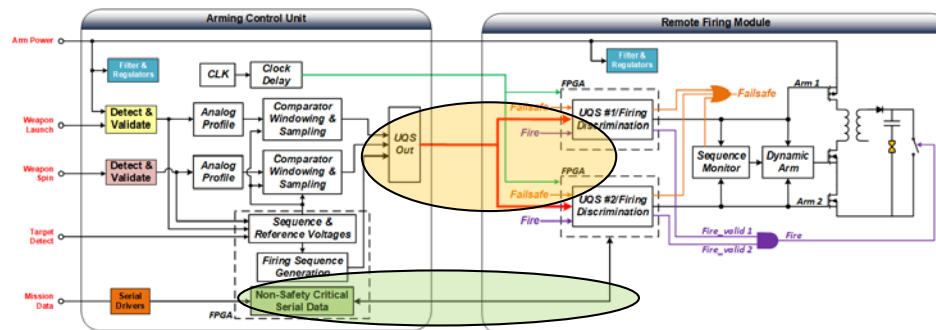 Arming Control Unit
Remote Firing Module
Arm Power
Filter &
Regulators
CLK
Clock
Delay
Filter &
Regulators
FPGA
Arm 1
Weapon
Launch
Detect &
Validate
Analog
Profile
Comparator
Windowing &
Sampling
UQS
Out
Failsafe
Fire
UQS #1/Firing
Discrimination
Failsafe
Weapon
Spin
Detect &
Validate
Analog
Profile
Comparator
Windowing
& Sampling
Sequence
Monitor
Dynamic
Arm
FPGA
Failsafe
Fire
UQS #2/Firing
Discrimination
Arm 2
Target
Detect
Sequence &
Reference Voltages
Fire_valid 1
Fire
Fire_valid 2
Firing Sequence
Generation
Mission
Data
Serial
Drivers
Non-Safety Critical
Serial Data
FPGA